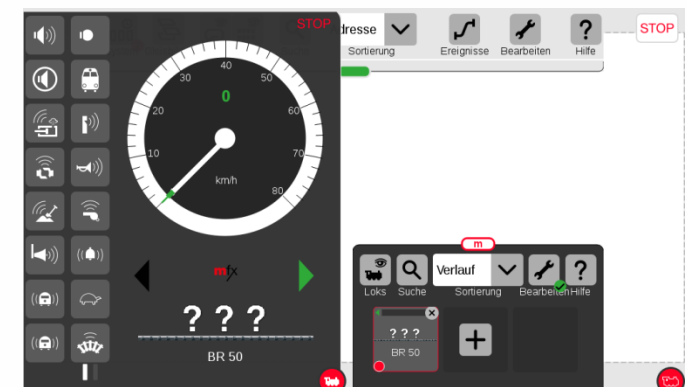 STOP
dresse
Sortierung
Ereignisse
Bearbeiten
Hilfe
STOP
10
20
30
40
50
60
70
80
0
km/h
mfx
? ? ?
BR 50
m
Loks
Suche
Verlauf
Sortierung
Bearbeiten
Hilfe
? ? ?
BR 50